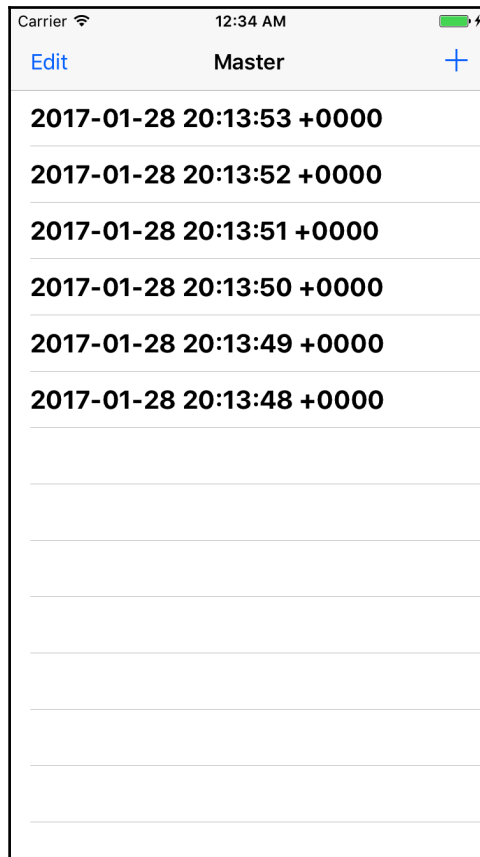 Carrier 12:34 AM
Edit Master +
2017-01-28 20:13:53 +0000
2017-01-28 20:13:52 +0000
2017-01-28 20:13:51 +0000
2017-01-28 20:13:50 +0000
2017-01-28 20:13:49 +0000
2017-01-28 20:13:48 +0000